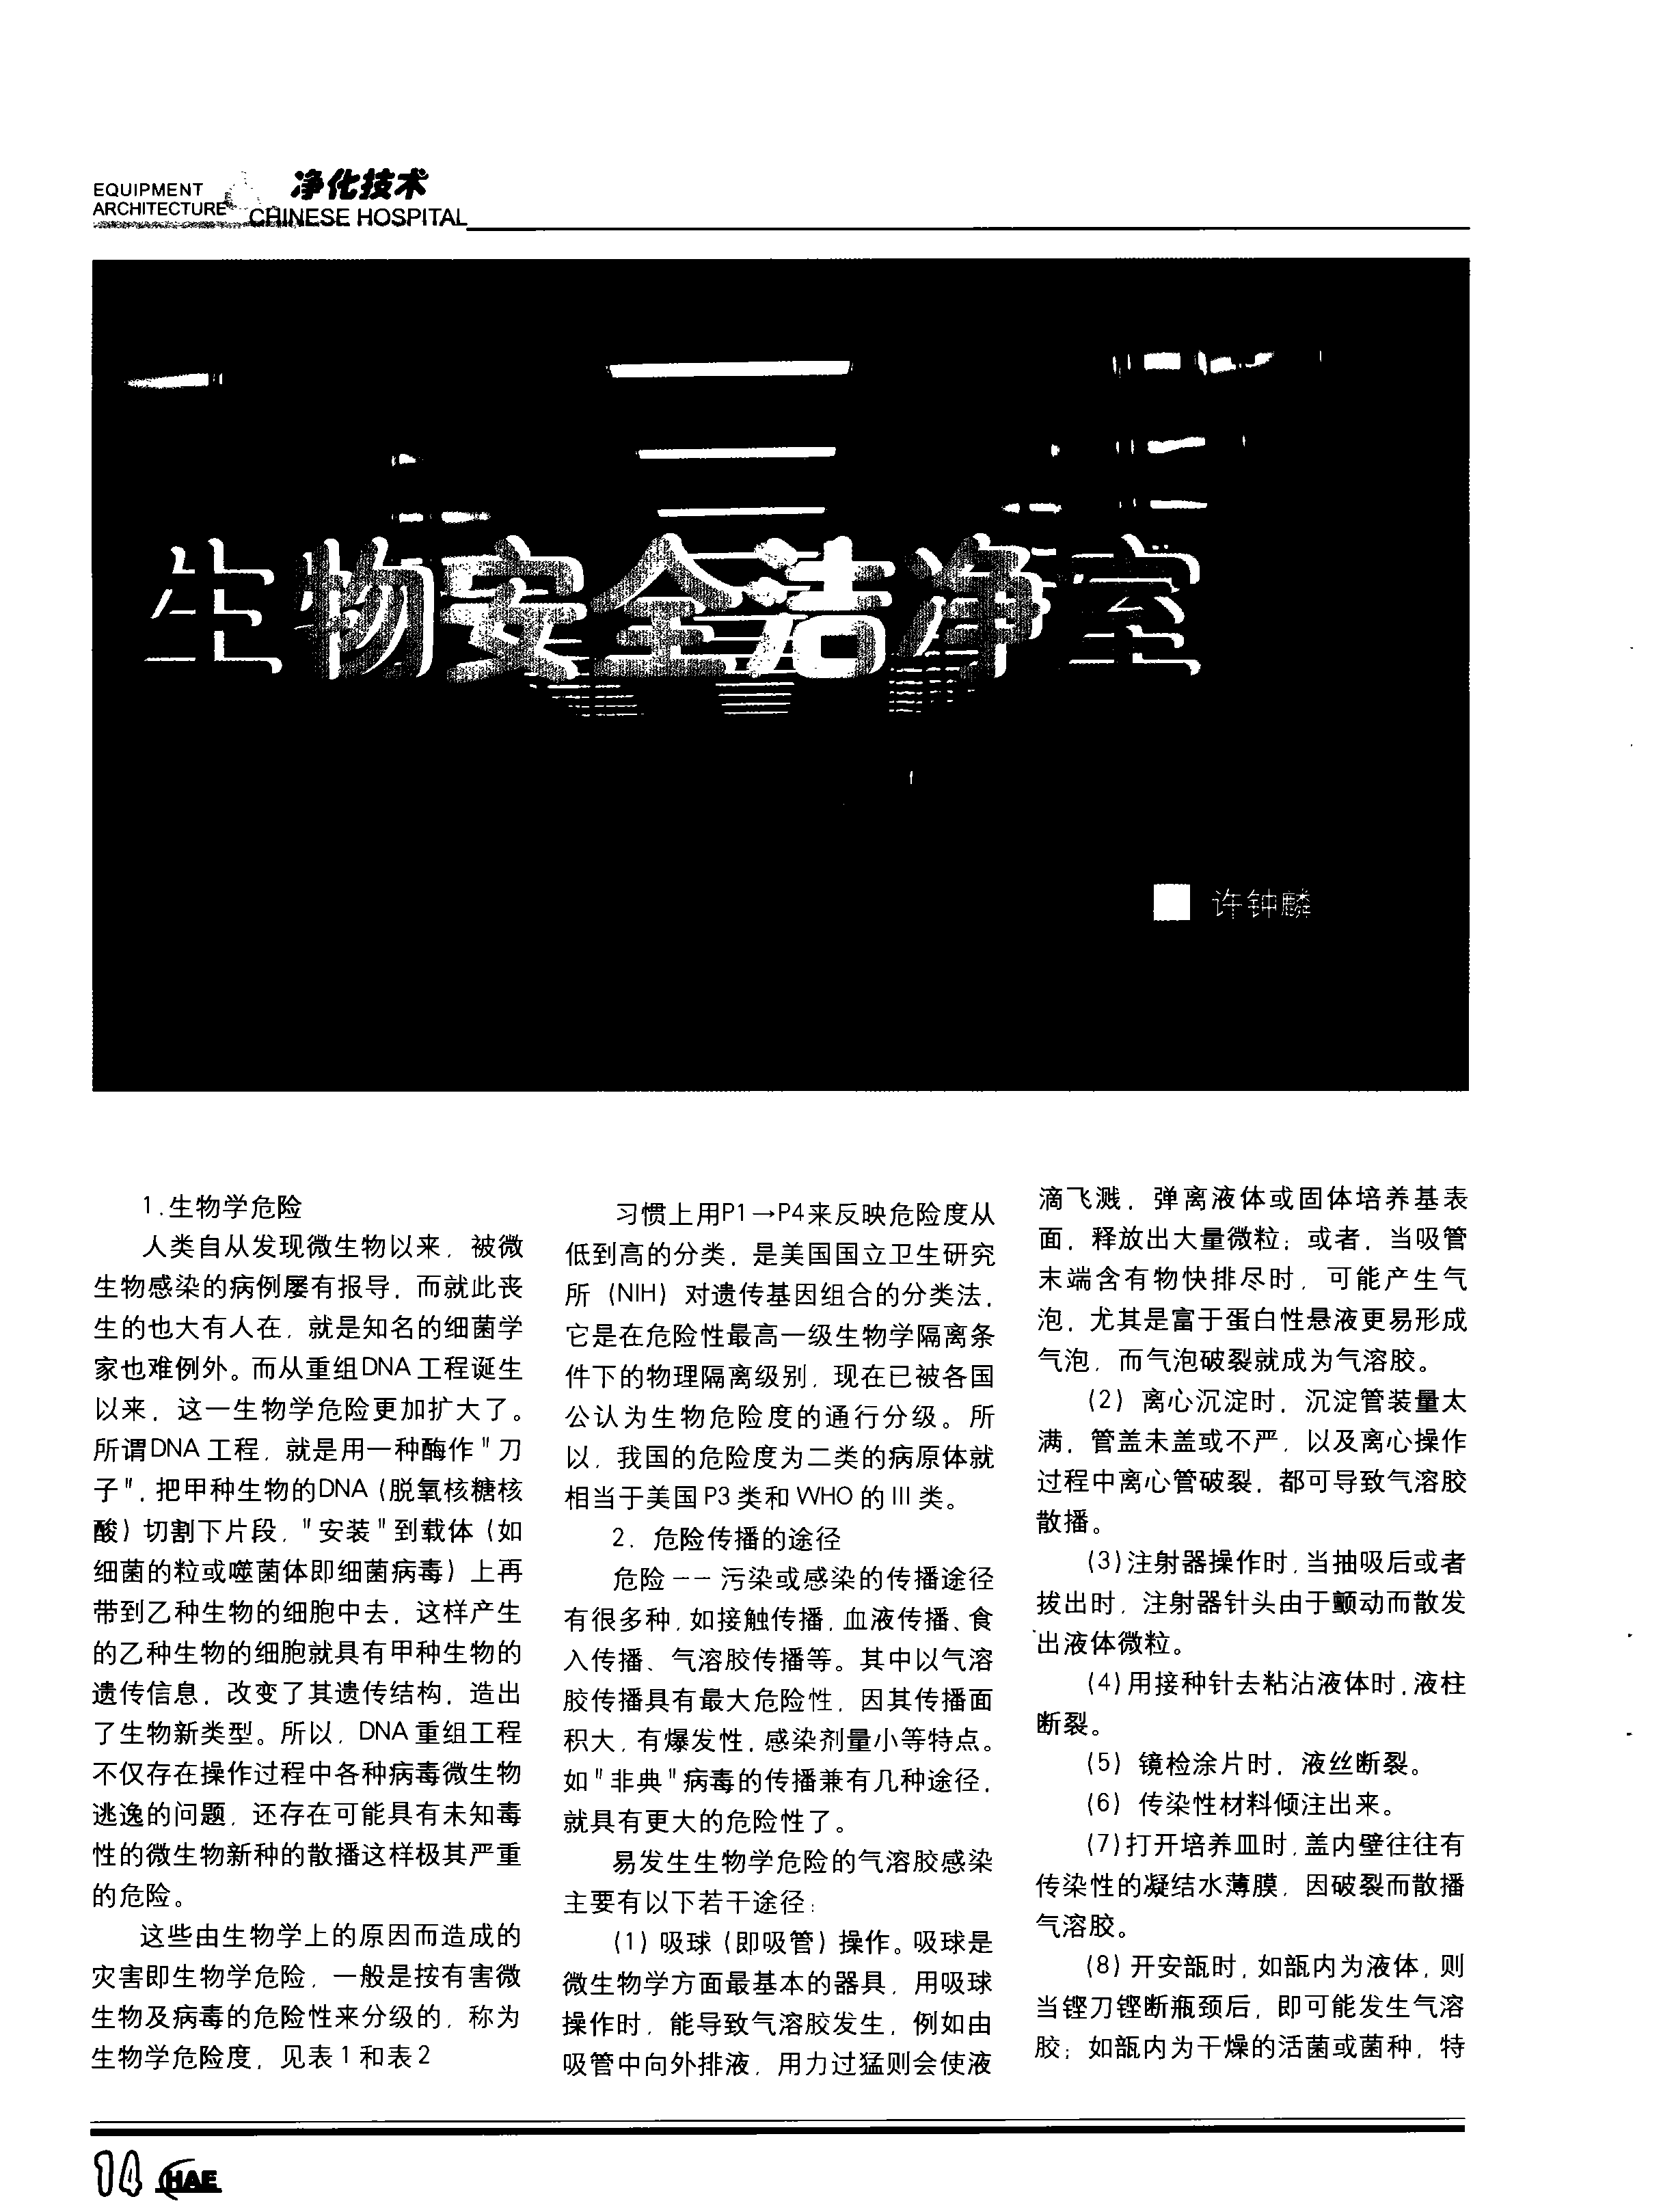 EQUIPMENT
ARCHITECTURE
净化技术
CHINESE HOSPITAL
生物安全洁净室
许钟麟
1.生物学危险
人类自从发现微生物以来，被微
生物感染的病例屡有报导，而就此丧
生的也大有人在，就是知名的细菌学
家也难例外。而从重组DNA工程诞生
以来，这一生物学危险更加扩大了。
所谓DNA工程，就是用一种酶作"刀
子"，把甲种生物的DNA（脱氧核糖核
酸）切割下片段，"安装"到载体（如
细菌的粒或噬菌体即细菌病毒）上再
带到乙种生物的细胞中去，这样产生
的乙种生物的细胞就具有甲种生物的
遗传信息，改变了其遗传结构，造出
了生物新类型。所以，DNA重组工程
不仅存在操作过程中各种病毒微生物
逃逸的问题，还存在可能具有未知毒
性的微生物新种的散播这样极其严重
的危险。
这些由生物学上的原因而造成的
灾害即生物学危险，一般是按有害微
生物及病毒的危险性来分级的，称为
生物学危险度，见表1和表2
习惯上用P1→P4来反映危险度从
低到高的分类，是美国国立卫生研究
所（NIH）对遗传基因组合的分类法，
它是在危险性最高一级生物学隔离条
件下的物理隔离级别，现在已被各国
公认为生物危险度的通行分级。所
以，我国的危险度为二类的病原体就
相当于美国P3类和WHO的III类。
2．危险传播的途径
危险——污染或感染的传播途径
有很多种，如接触传播，血液传播、食
入传播、气溶胶传播等。其中以气溶
胶传播具有最大危险性，因其传播面
积大，有爆发性，感染剂量小等特点。
如"非典"病毒的传播兼有几种途径，
就具有更大的危险性了。
易发生生物学危险的气溶胶感染
主要有以下若干途径：
（1）吸球（即吸管）操作。吸球是
微生物学方面最基本的器具，用吸球
操作时，能导致气溶胶发生，例如由
吸管中向外排液，用力过猛则会使液
滴飞溅，弹离液体或固体培养基表
面，释放出大量微粒；或者，当吸管
末端含有物快排尽时，可能产生气
泡，尤其是富于蛋白性悬液更易形成
气泡，而气泡破裂就成为气溶胶。
（2）离心沉淀时，沉淀管装量太
满，管盖未盖或不严，以及离心操作
过程中离心管破裂，都可导致气溶胶
散播。
（3）注射器操作时，当抽吸后或者
拔出时，注射器针头由于颤动而散发
出液体微粒。
（4）用接种针去粘沾液体时，液柱
断裂。
（5）镜检涂片时，液丝断裂。
（6）传染性材料倾注出来。
（7）打开培养皿时，盖内壁往往有
传染性的凝结水薄膜，因破裂而散播
气溶胶。
（8）开安瓿时，如瓿内为液体，则
当铿刀铿断瓶颈后，即可能发生气溶
胶；如瓿内为干燥的活菌或菌种，特
14 HAE